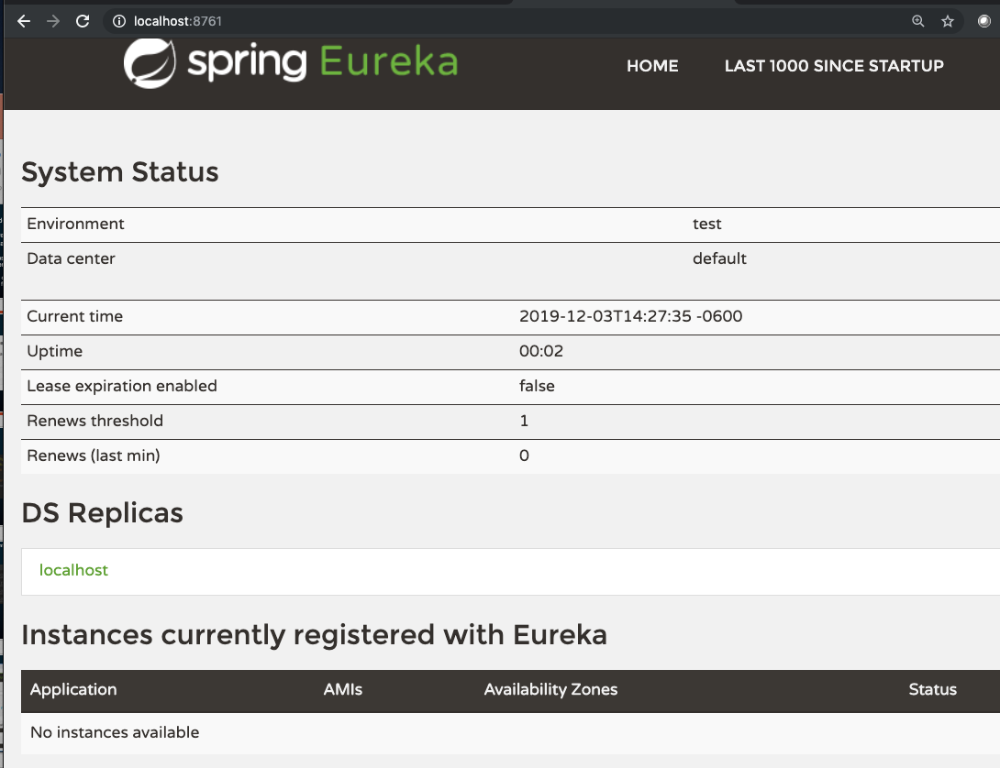 localhost:8761
spring Eureka
HOME LAST 1000 SINCE STARTUP
System Status
Environment test
Data center default
Current time 2019-12-03T14:27:35 -0600
Uptime 00:02
Lease expiration enabled false
Renews threshold 1
Renews (last min) 0
DS Replicas
localhost
Instances currently registered with Eureka
Application AMIs Availability Zones Status
No instances available